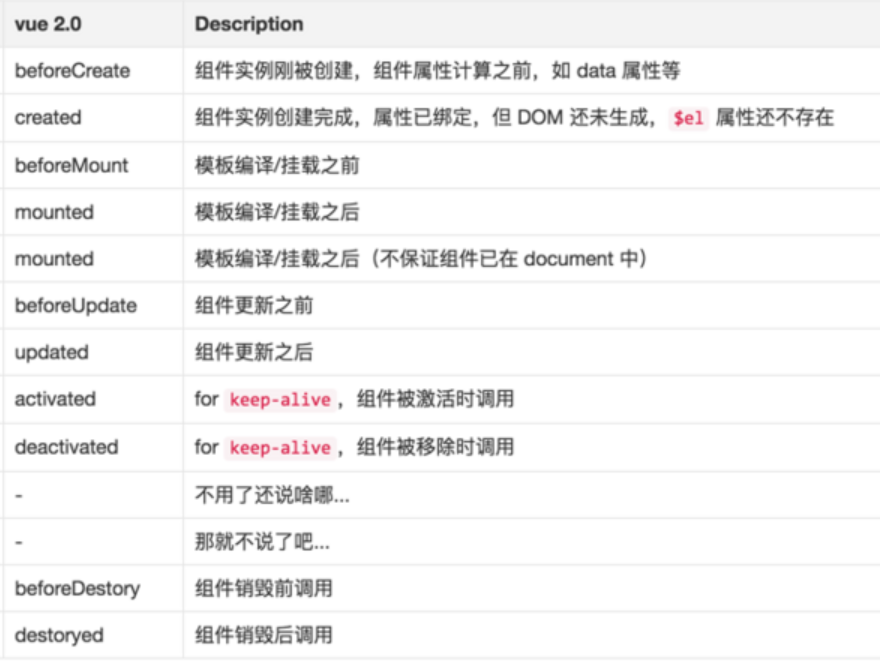 vue 2.0 Description
beforeCreate 组件实例刚被创建，组件属性计算之前，如 data 属性等
created 组件实例创建完成，属性已绑定，但 DOM 还未生成， $el 属性还不存在
beforeMount 模板编译/挂载之前
mounted 模板编译/挂载之后
mounted 模板编译/挂载之后（不保证组件已在 document 中）
beforeUpdate 组件更新之前
updated 组件更新之后
activated for keep-alive ，组件被激活时调用
deactivated for keep-alive ，组件被移除时调用
- 不用了还说啥哪...
- 那就不说了吧...
beforeDestory 组件销毁前调用
destoryed 组件销毁后调用